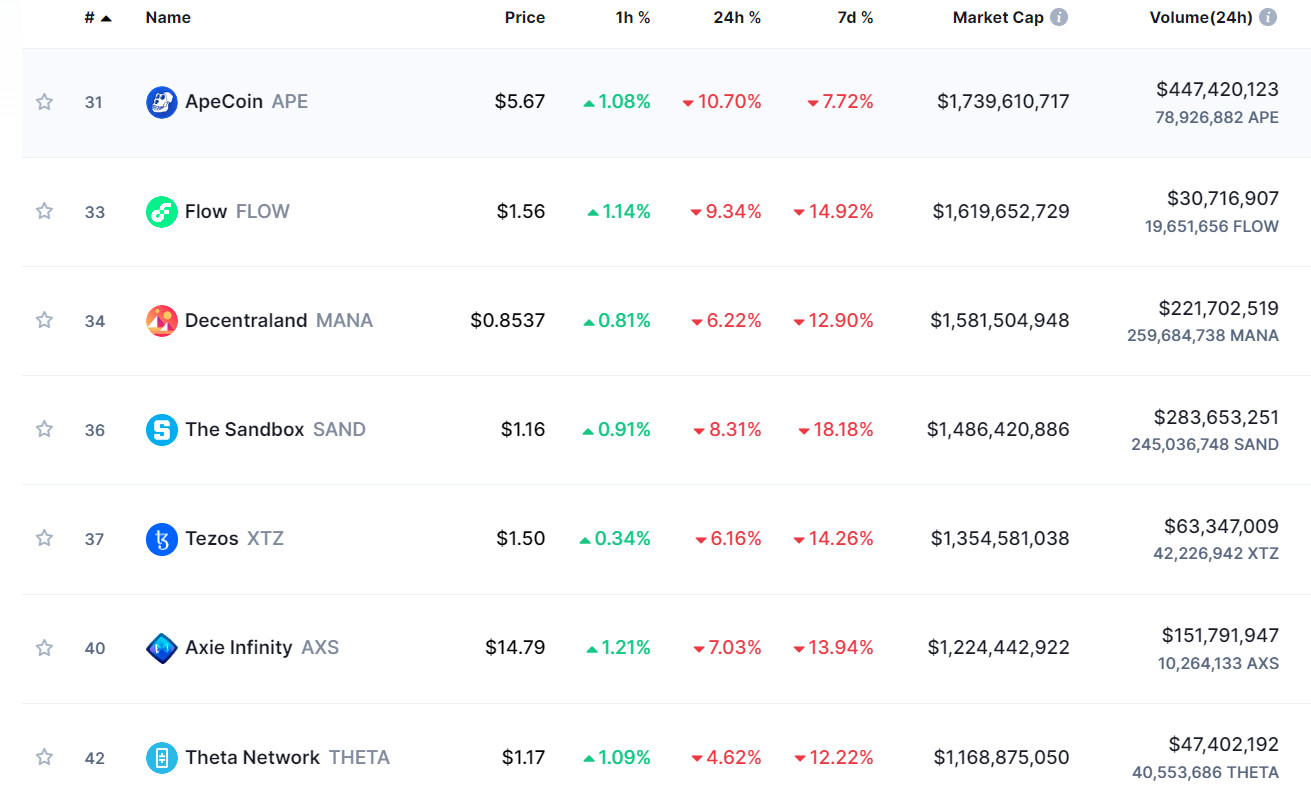 # Name Price 1h % 24h % 7d % Market Cap Volume(24h)
31 ApeCoin APE $5.67 1.08% 10.70% 7.72% $1,739,610,717 $447,420,123
78,926,882 APE
33 Flow FLOW $1.56 1.14% 9.34% 14.92% $1,619,652,729 $30,716,907
19,651,656 FLOW
34 Decentraland MANA $0.8537 0.81% 6.22% 12.90% $1,581,504,948 $221,702,519
259,684,738 MANA
36 The Sandbox SAND $1.16 0.91% 8.31% 18.18% $1,486,420,886 $283,653,251
245,036,748 SAND
37 Tezos XTZ $1.50 0.34% 6.16% 14.26% $1,354,581,038 $63,347,009
42,226,942 XTZ
40 Axie Infinity AXS $14.79 1.21% 7.03% 13.94% $1,224,442,922 $151,791,947
10,264,133 AXS
42 Theta Network THETA $1.17 1.09% 4.62% 12.22% $1,168,875,050 $47,402,192
40,553,686 THETA